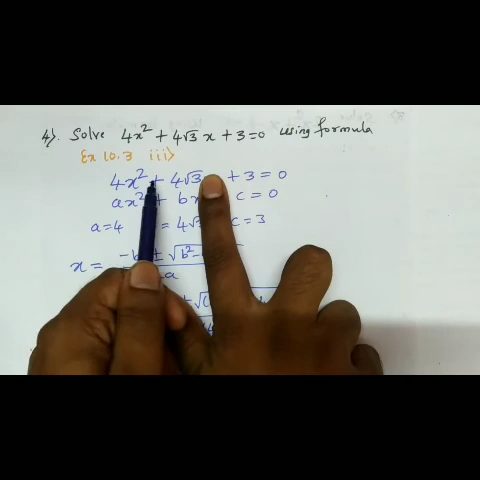 4). Solve 4x² + 4√3 x + 3 = 0 using formula
Ex 10.3 iii)
4x² + 4√3 + 3 = 0
ax² + bx c = 0
a = 4 = 4√3 c = 3
x = -b ± √b²-
a